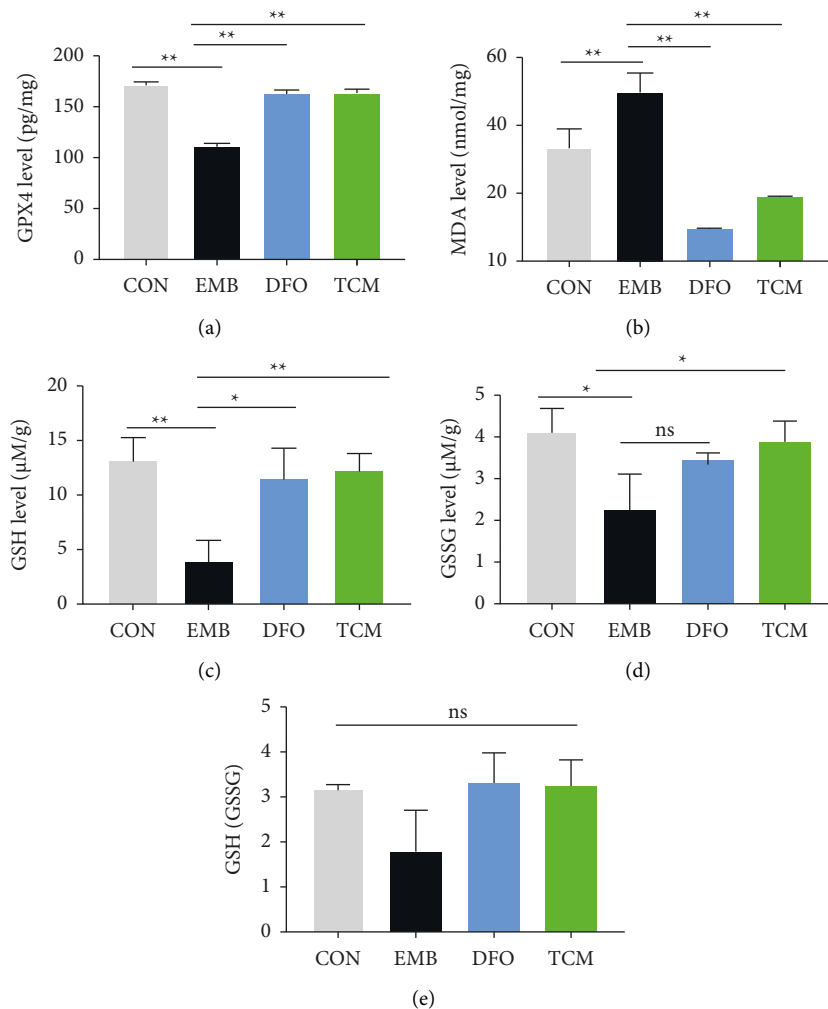 **
**
**
200
150
100
50
0
GPX4 level (pg/mg)
CON EMB DFO TCM
(a)
**
**
**
60
40
20
10
MDA level (nmol/mg)
CON EMB DFO TCM
(b)
**
*
**
20
15
10
5
0
GSH level (μM/g)
CON EMB DFO TCM
(c)
*
*
ns
5
4
3
2
1
0
GSSG level (μM/g)
CON EMB DFO TCM
(d)
ns
5
4
3
2
1
0
GSH (GSSG)
CON EMB DFO TCM
(e)